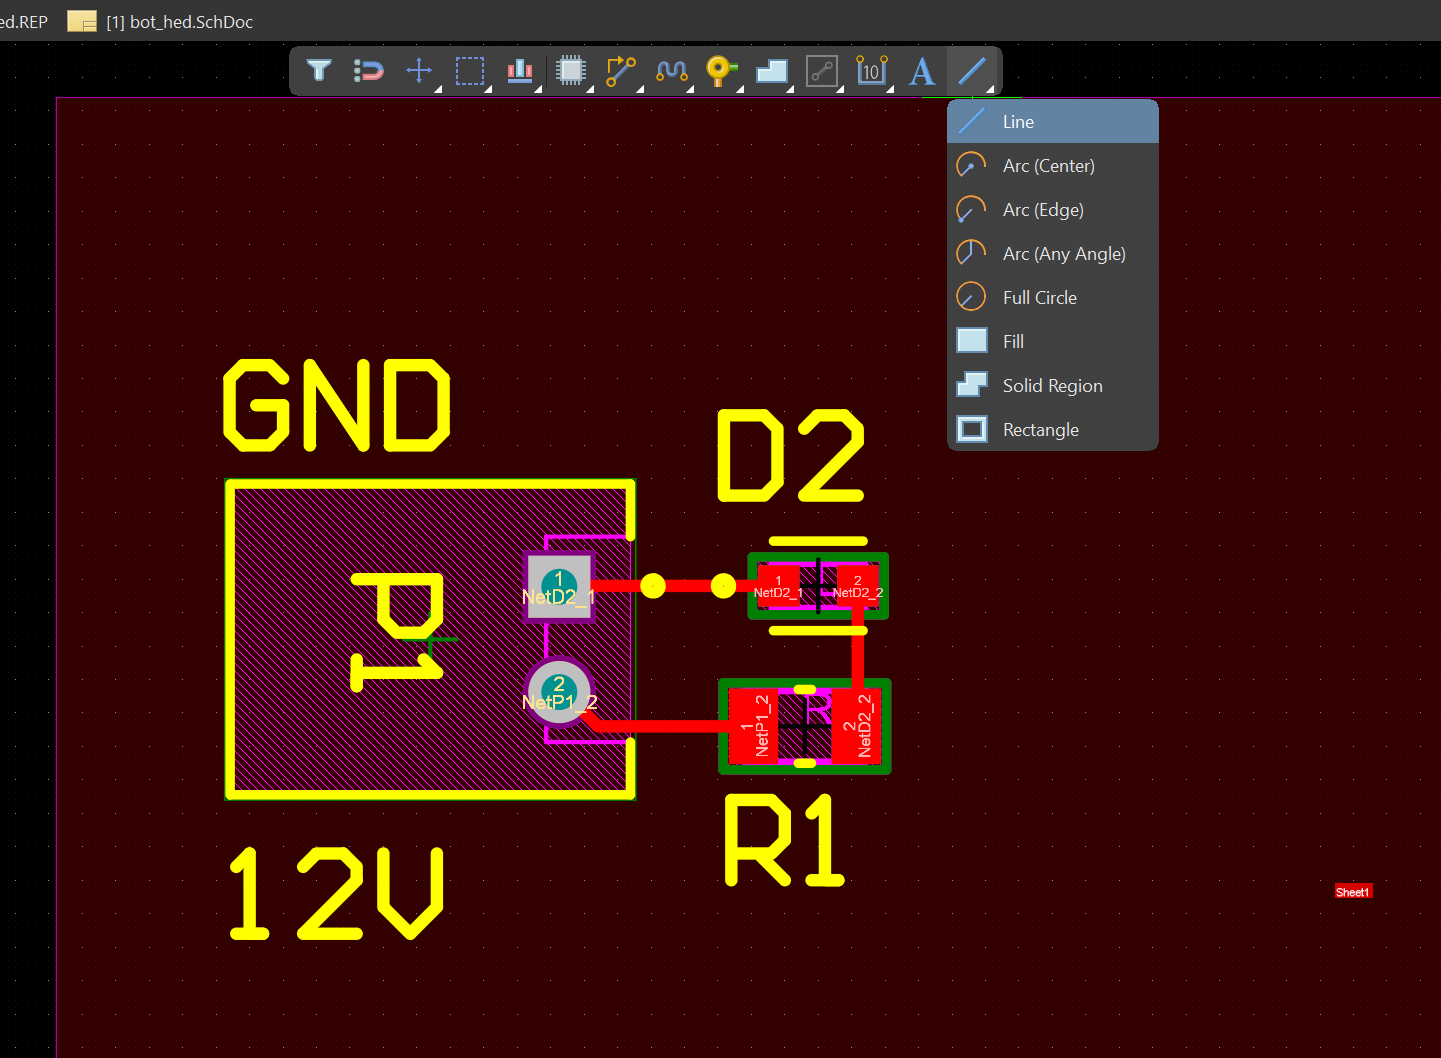 ed.REP
[1] bot_hed.SchDoc
10
A
Line
Arc (Center)
Arc (Edge)
Arc (Any Angle)
Full Circle
Fill
Solid Region
Rectangle
GND
D2
P1
1
NetD2_1
2
NetP1_2
1
NetD2_1
2
NetD2_2
1
NetP1_2
R
2
NetD2_2
R1
12V
Sheet1